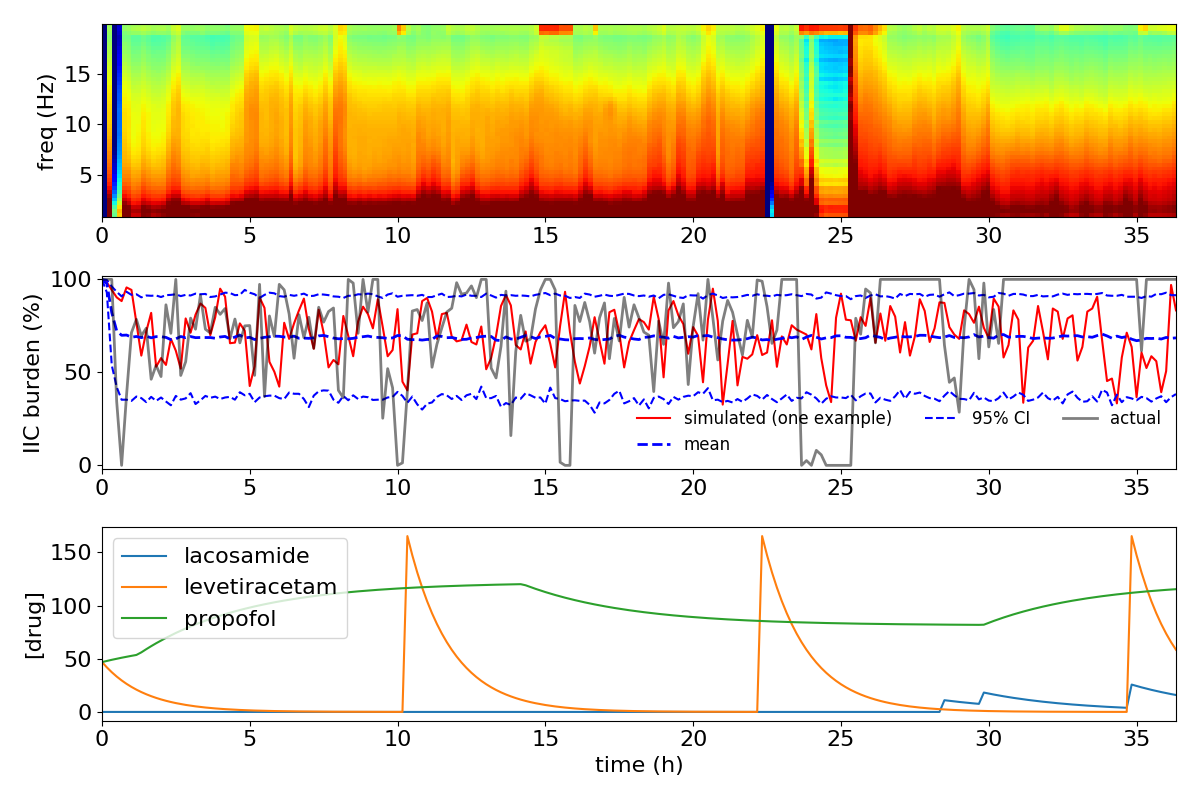 freq (Hz)
15
10
5
0 5 10 15 20 25 30 35
IIC burden (%)
100
50
0
simulated (one example) 95% CI actual
mean
0 5 10 15 20 25 30 35
[drug]
150
100
50
0
lacosamide
levetiracetam
propofol
0 5 10 15 20 25 30 35
time (h)